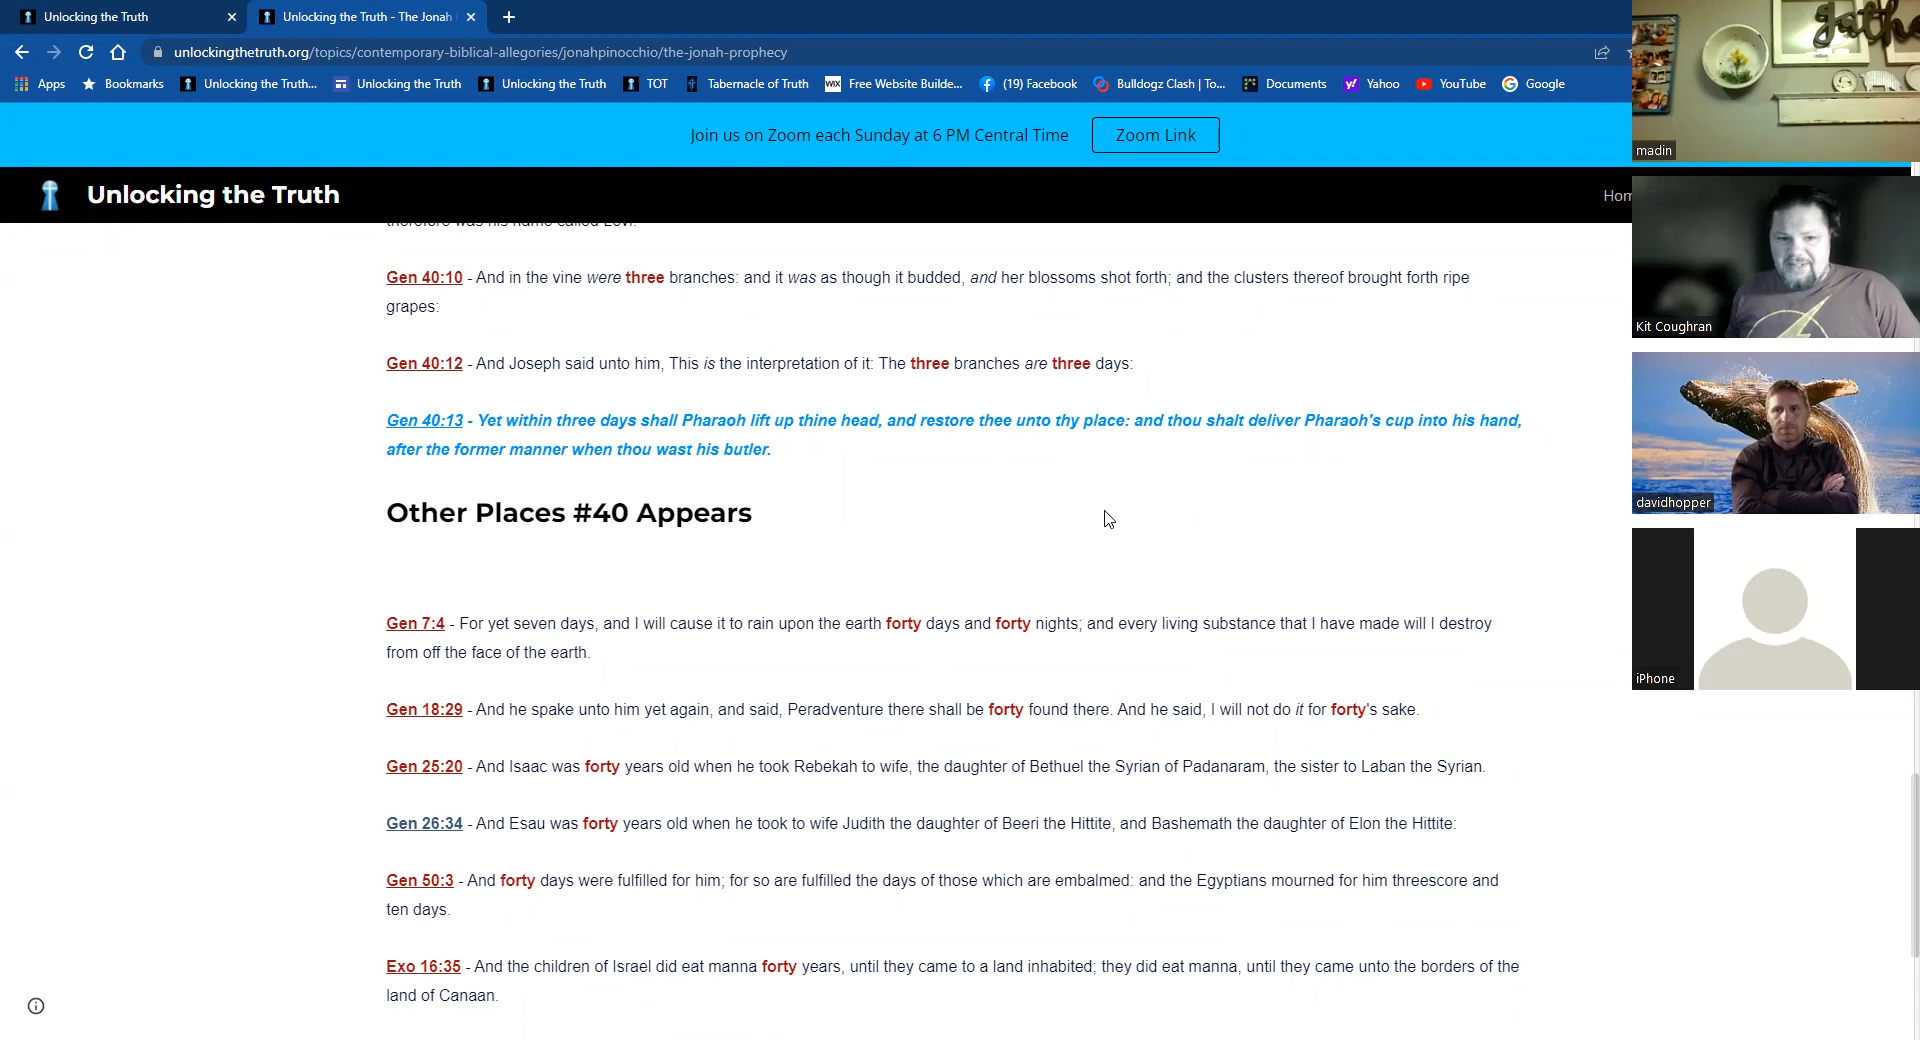 Unlocking the Truth
Unlocking the Truth - The Jonah
unlockingthetruth.org/topics/contemporary-biblical-allegories/jonahpinocchio/the-jonah-prophecy
Apps Bookmarks Unlocking the Truth... Unlocking the Truth Unlocking the Truth TOT Tabernacle of Truth WIX Free Website Builde... (19) Facebook Bulldogz Clash | To... Documents Yahoo YouTube Google
Join us on Zoom each Sunday at 6 PM Central Time Zoom Link
Unlocking the Truth
Hom
therefore was his name called Levi.
Gen 40:10 - And in the vine were three branches: and it was as though it budded, and her blossoms shot forth; and the clusters thereof brought forth ripe
grapes:
Gen 40:12 - And Joseph said unto him, This is the interpretation of it: The three branches are three days:
Gen 40:13 - Yet within three days shall Pharaoh lift up thine head, and restore thee unto thy place: and thou shalt deliver Pharaoh's cup into his hand,
after the former manner when thou wast his butler.
Other Places #40 Appears
Gen 7:4 - For yet seven days, and I will cause it to rain upon the earth forty days and forty nights; and every living substance that I have made will I destroy
from off the face of the earth.
Gen 18:29 - And he spake unto him yet again, and said, Peradventure there shall be forty found there. And he said, I will not do it for forty's sake.
Gen 25:20 - And Isaac was forty years old when he took Rebekah to wife, the daughter of Bethuel the Syrian of Padanaram, the sister to Laban the Syrian.
Gen 26:34 - And Esau was forty years old when he took to wife Judith the daughter of Beeri the Hittite, and Bashemath the daughter of Elon the Hittite:
Gen 50:3 - And forty days were fulfilled for him; for so are fulfilled the days of those which are embalmed: and the Egyptians mourned for him threescore and
ten days.
Exo 16:35 - And the children of Israel did eat manna forty years, until they came to a land inhabited; they did eat manna, until they came unto the borders of the
land of Canaan.
gathe
madin
Kit Coughran
davidhopper
iPhone